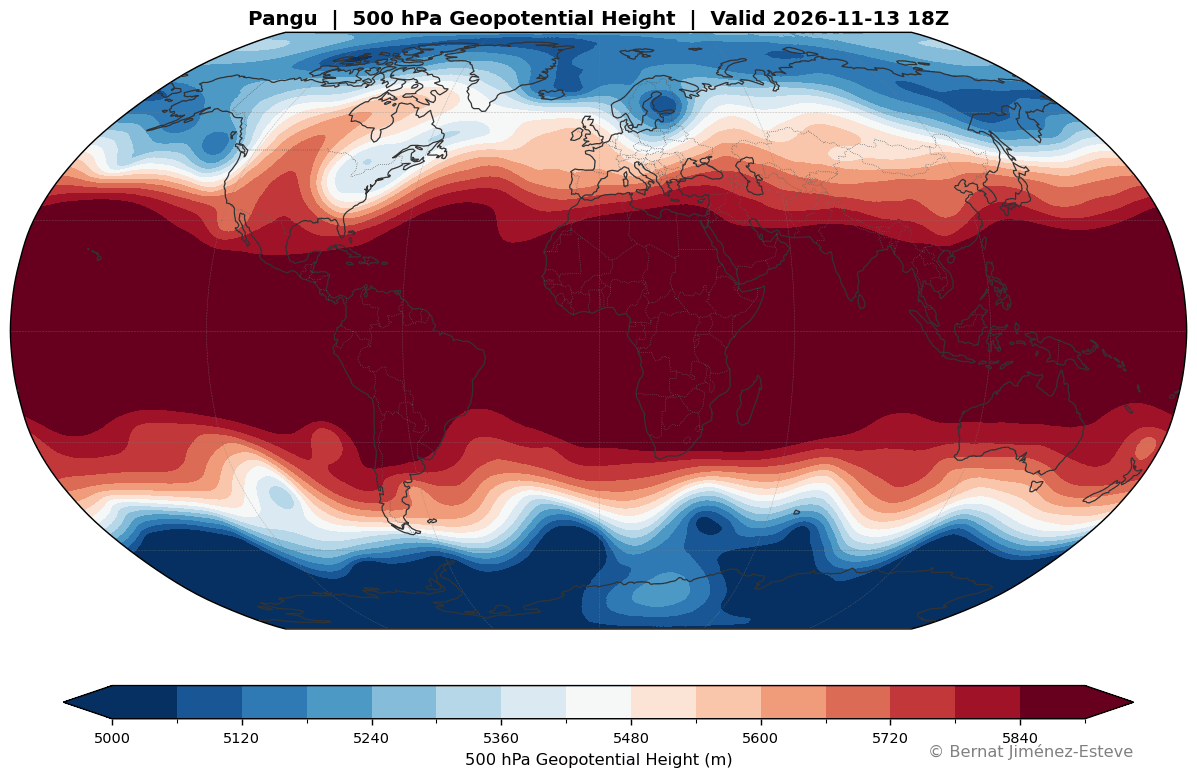 Pangu  |  500 hPa Geopotential Height  |  Valid 2026-11-13 18Z
5000 5120 5240 5360 5480 5600 5720 5840
500 hPa Geopotential Height (m)
© Bernat Jiménez-Esteve